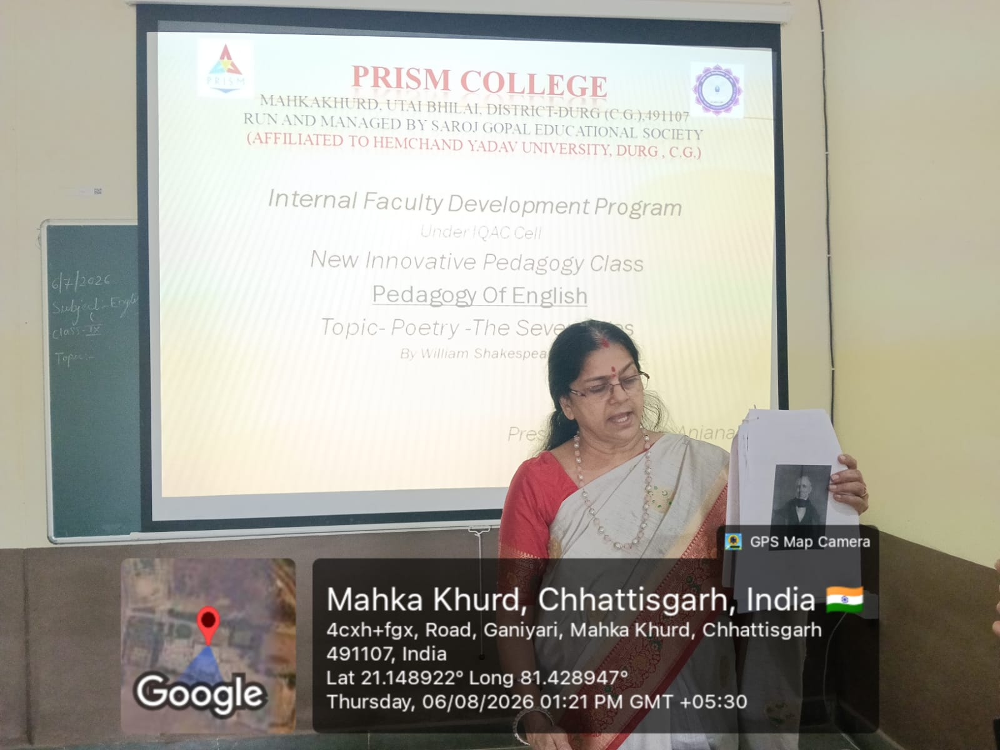 PRISM
PRISM COLLEGE
MAHKAKHURD, UTAI BHILAI, DISTRICT-DURG (C.G.),491107
RUN AND MANAGED BY SAROJ GOPAL EDUCATIONAL SOCIETY
(AFFILIATED TO HEMCHAND YADAV UNIVERSITY, DURG , C.G.)
Internal Faculty Development Program
Under IQAC Cell
New Innovative Pedagogy Class
Pedagogy Of English
Topic- Poetry -The
By William
Anjana
6/7/2026
Subject:-
Class-IX
Topic:-
GPS Map Camera
Mahka Khurd, Chhattisgarh, India
4cxh+fgx, Road, Ganiyari, Mahka Khurd, Chhattisgarh
491107, India
Lat 21.148922° Long 81.428947°
Thursday, 06/08/2026 01:21 PM GMT +05:30
Google